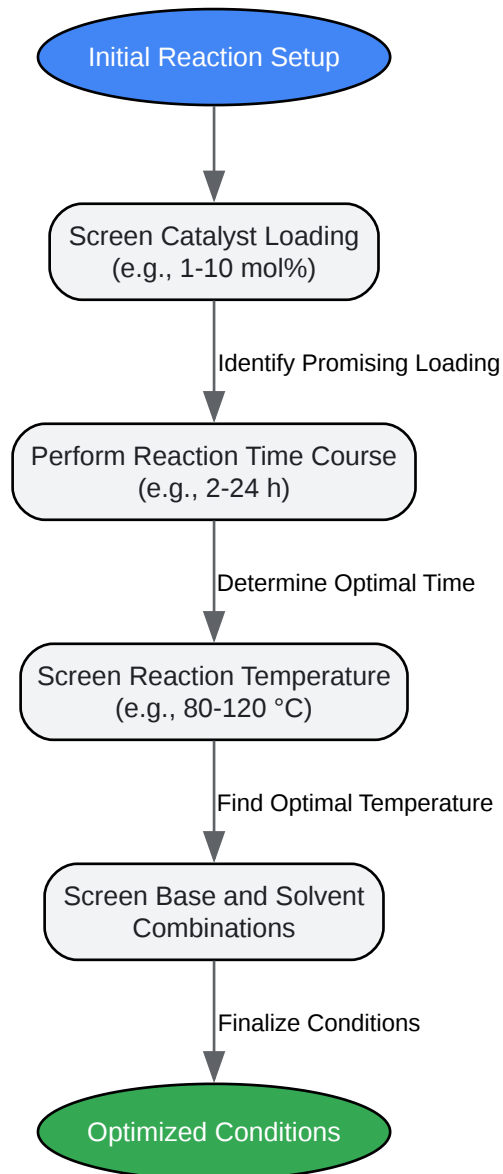 Initial Reaction Setup
Screen Catalyst Loading
(e.g., 1-10 mol%)
Identify Promising Loading
Perform Reaction Time Course
(e.g., 2-24 h)
Determine Optimal Time
Screen Reaction Temperature
(e.g., 80-120 °C)
Find Optimal Temperature
Screen Base and Solvent
Combinations
Finalize Conditions
Optimized Conditions